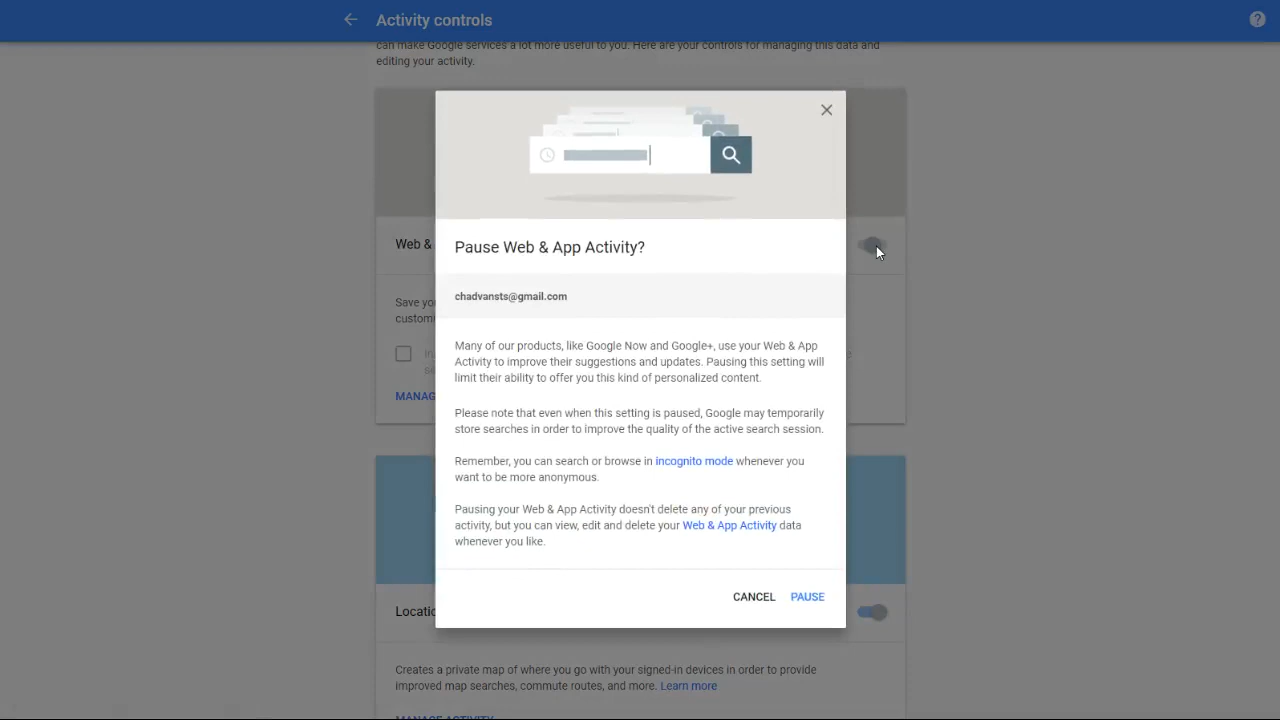 Activity controls
can make Google services a lot more useful to you. Here are your controls for managing this data and
editing your activity.
Pause Web & App Activity?
Web &
chadvansts@gmail.com
Save you
custom
Many of our products, like Google Now and Google+, use your Web & App
Activity to improve their suggestions and updates. Pausing this setting will
limit their ability to offer you this kind of personalized content.
MANAG
Please note that even when this setting is paused, Google may temporarily
store searches in order to improve the quality of the active search session.
Remember, you can search or browse in incognito mode whenever you
want to be more anonymous.
Pausing your Web & App Activity doesn't delete any of your previous
activity, but you can view, edit and delete your Web & App Activity data
whenever you like.
CANCEL PAUSE
Locatio
Creates a private map of where you go with your signed-in devices in order to provide
improved map searches, commute routes, and more. Learn more
MANAGE ACTIVITY